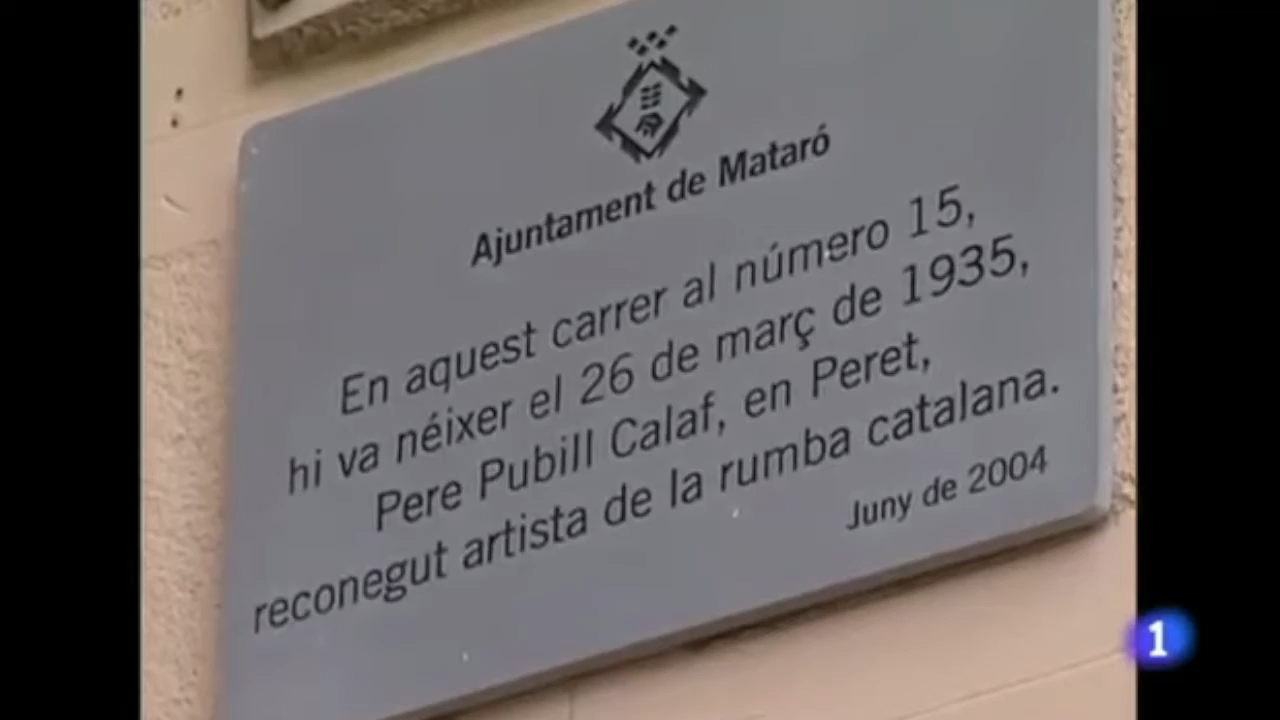 Ajuntament de Mataró
En aquest carrer al número 15,
hi va néixer el 26 de març de 1935,
Pere Pubill Calaf, en Peret,
reconegut artista de la rumba catalana.
Juny de 2004
1